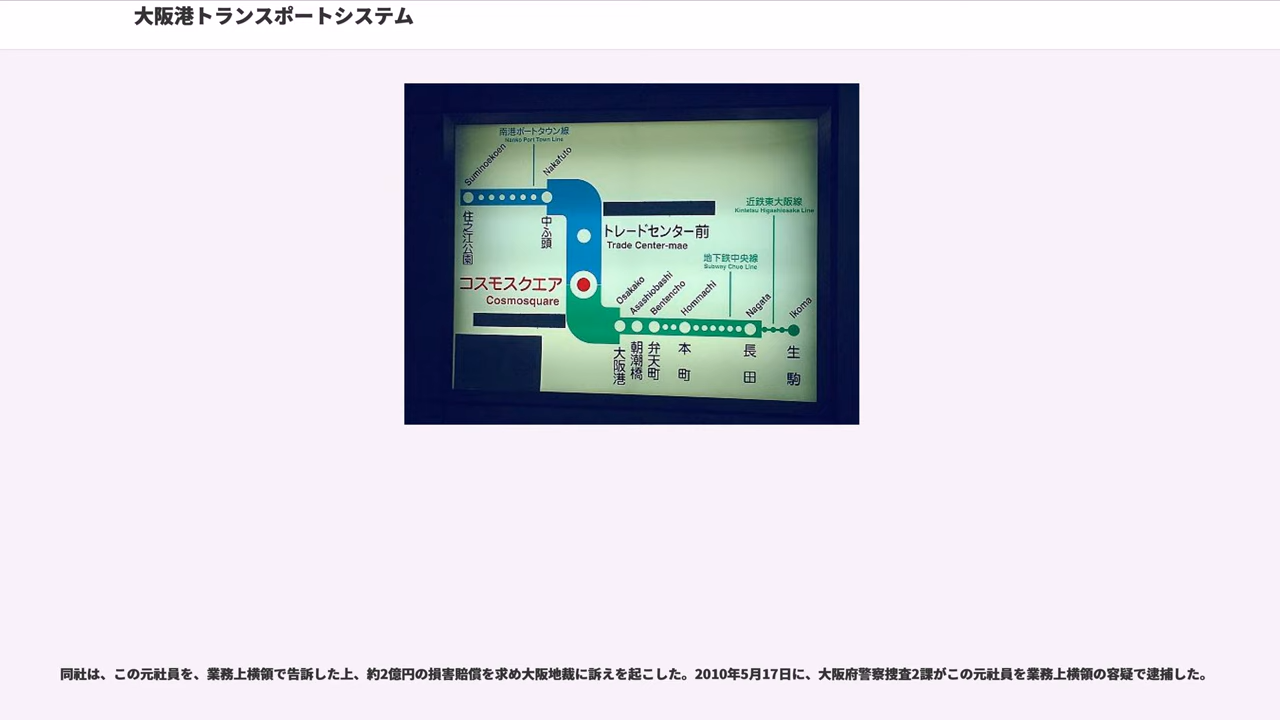 大阪港トランスポートシステム
南港ポートタウン線
Nanko Port Town Line
Suminoekoen
Nakafuto
住之江公園
中ふ頭
トレードセンター前
Trade Center-mae
近鉄東大阪線
Kintetsu Higashiosaka Line
地下鉄中央線
Subway Chuo Line
コスモスクエア
Cosmosquare
Osakako
Asashiobashi
Bentencho
Hommachi
Nagata
Ikoma
大阪港
朝潮橋
弁天町
本町
長田
生駒
同社は、この元社員を、業務上横領で告訴した上、約2億円の損害賠償を求め大阪地裁に訴えを起こした。2010年5月17日に、大阪府警察捜査2課がこの元社員を業務上横領の容疑で逮捕した。